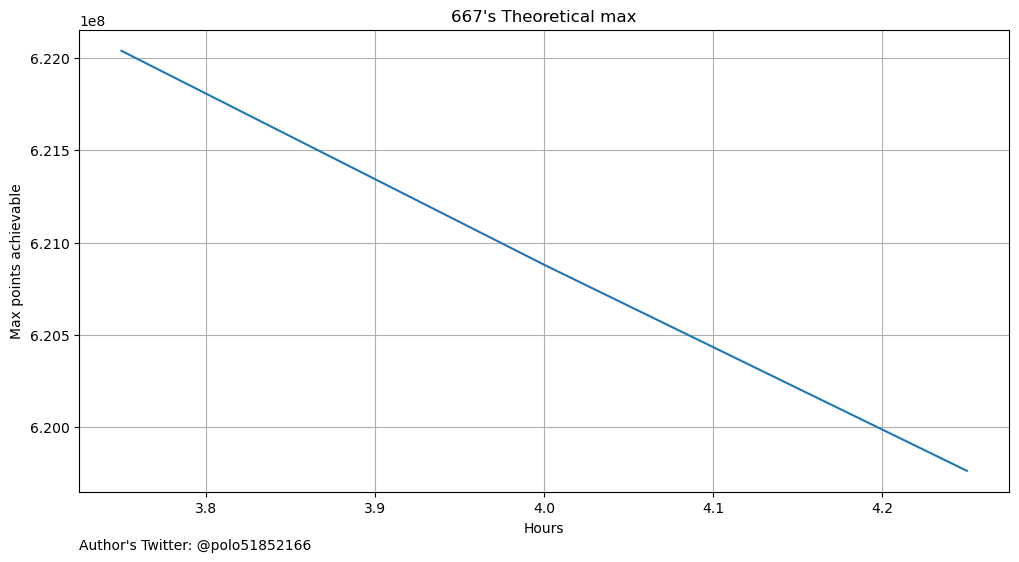 667's Theoretical max
1e8
6.220
6.215
6.210
6.205
6.200
Max points achievable
3.8 3.9 4.0 4.1 4.2
Hours
Author's Twitter: @polo51852166